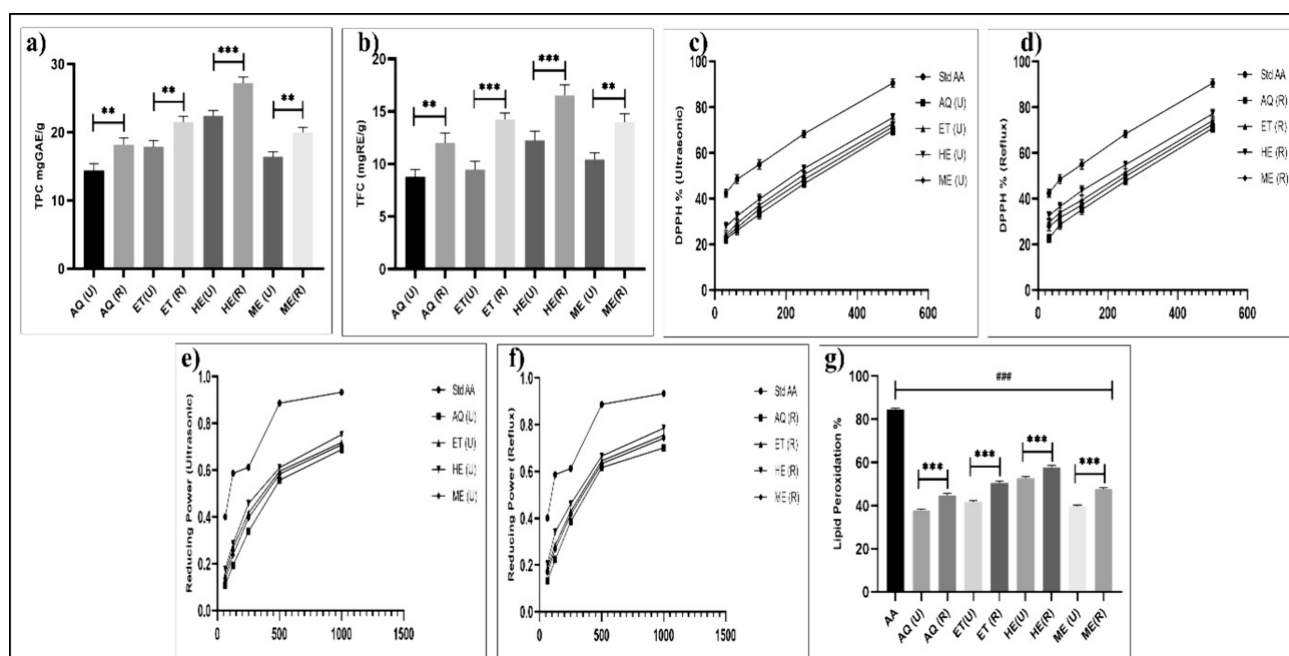 a)
TPC mgGAE/g
30
20
10
0
** ** *** **
AQ (U) AQ (R) ET(U) ET (R) HE(U) HE(R) ME (U) ME(R)
b)
TFC (mgRE/g)
20
15
10
5
0
** *** *** **
AQ (U) AQ (R) ET(U) ET (R) HE(U) HE(R) ME (U) ME(R)
c)
DPPH % (Ultrasonic)
100
80
60
40
20
0
0 200 400 600
Std AA
AQ (U)
ET (U)
HE (U)
ME (U)
d)
DPPH % (Reflux)
100
80
60
40
20
0
0 200 400 600
Std AA
AQ (R)
ET (R)
HE (R)
ME (R)
e)
Reducing Power (Ultrasonic)
1.0
0.8
0.6
0.4
0.2
0.0
0 500 1000 1500
Std AA
AQ (U)
ET (U)
HE (U)
ME (U)
f)
Reducing Power (Reflux)
1.0
0.8
0.6
0.4
0.2
0.0
0 500 1000 1500
Std AA
AQ (R)
ET (R)
HE (R)
ME (R)
g)
Lipid Peroxidation %
100
80
60
40
20
0
###
*** *** *** ***
AA AQ (U) AQ (R) ET(U) ET (R) HE(U) HE(R) ME (U) ME(R)